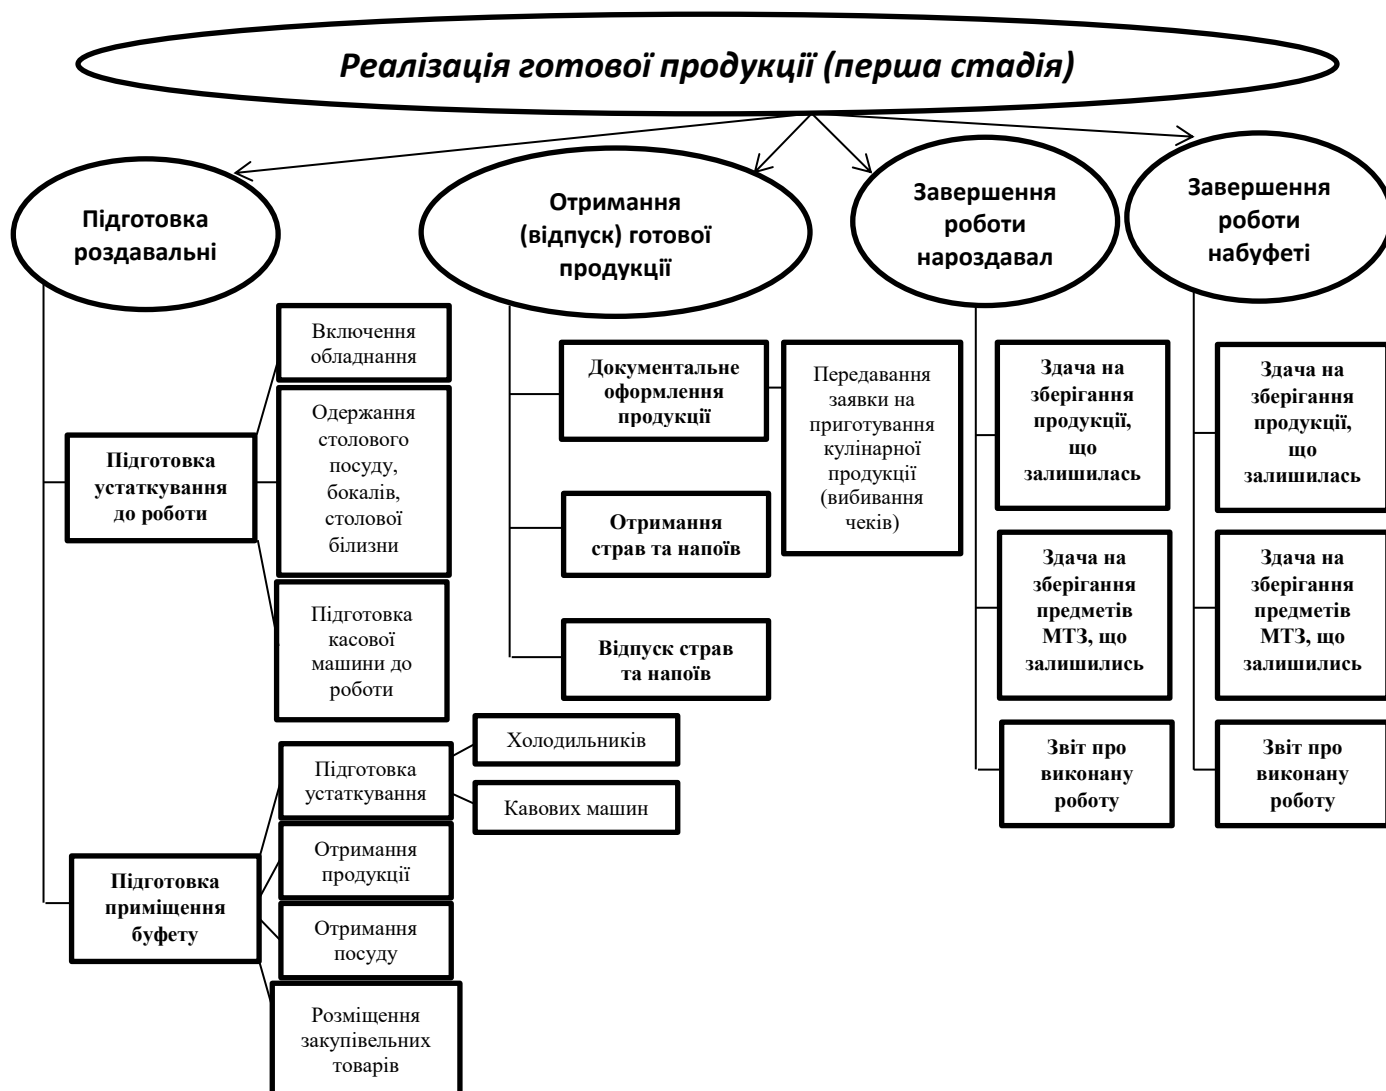 Реалізація готової продукції (перша стадія)
Підготовка
роздавальні
Отримання
(відпуск) готової
продукції
Завершення
роботи
нароздавал
Завершення
роботи
набуфеті
Включення
обладнання
Одержання
столового
посуду,
бокалів,
столової
білизни
Підготовка
касової
машини до
роботи
Підготовка
устаткування
до роботи
Документальне
оформлення
продукції
Передавання
заявки на
приготування
кулінарної
продукції
(вибивання
чеків)
Отримання
страв та напоїв
Відпуск страв
та напоїв
Здача на
зберігання
продукції,
що
залишилась
Здача на
зберігання
предметів
МТЗ, що
залишились
Звіт про
виконану
роботу
Здача на
зберігання
продукції,
що
залишилась
Здача на
зберігання
предметів
МТЗ, що
залишились
Звіт про
виконану
роботу
Підготовка
приміщення
буфету
Підготовка
устаткування
Холодильників
Кавових машин
Отримання
продукції
Отримання
посуду
Розміщення
закупівельних
товарів